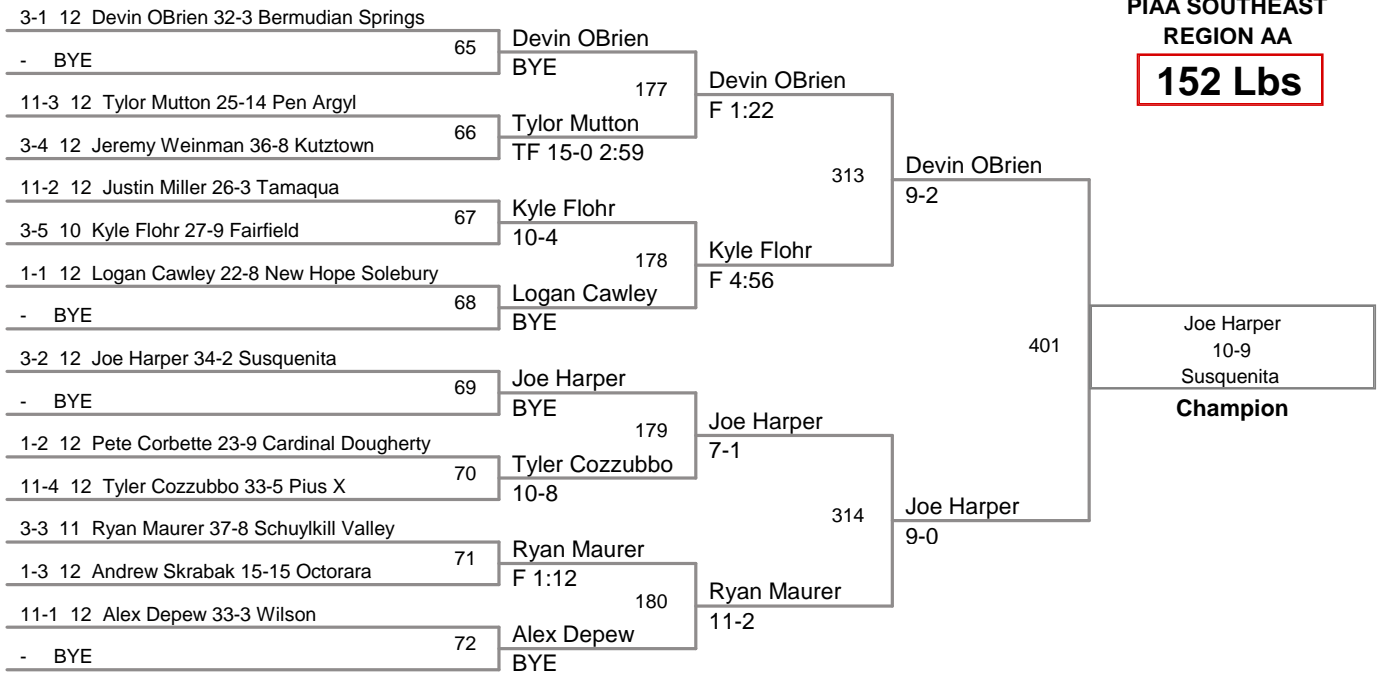 PIAA SOUTHEAST
REGION AA
152 Lbs
3-1 12 Devin OBrien 32-3 Bermudian Springs
- BYE
11-3 12 Tylor Mutton 25-14 Pen Argyl
3-4 12 Jeremy Weinman 36-8 Kutztown
11-2 12 Justin Miller 26-3 Tamaqua
3-5 10 Kyle Flohr 27-9 Fairfield
1-1 12 Logan Cawley 22-8 New Hope Solebury
- BYE
3-2 12 Joe Harper 34-2 Susquenita
- BYE
1-2 12 Pete Corbette 23-9 Cardinal Dougherty
11-4 12 Tyler Cozzubbo 33-5 Pius X
3-3 11 Ryan Maurer 37-8 Schuylkill Valley
1-3 12 Andrew Skrabak 15-15 Octorara
11-1 12 Alex Depew 33-3 Wilson
- BYE
65
66
67
68
69
70
71
72
Devin OBrien
BYE
Tylor Mutton
TF 15-0 2:59
Kyle Flohr
10-4
Logan Cawley
BYE
Joe Harper
BYE
Tyler Cozzubbo
10-8
Ryan Maurer
F 1:12
Alex Depew
BYE
177
178
179
180
Devin OBrien
F 1:22
Kyle Flohr
F 4:56
Joe Harper
7-1
Ryan Maurer
11-2
313
314
Devin OBrien
9-2
Joe Harper
9-0
401
Joe Harper
10-9
Susquenita
Champion